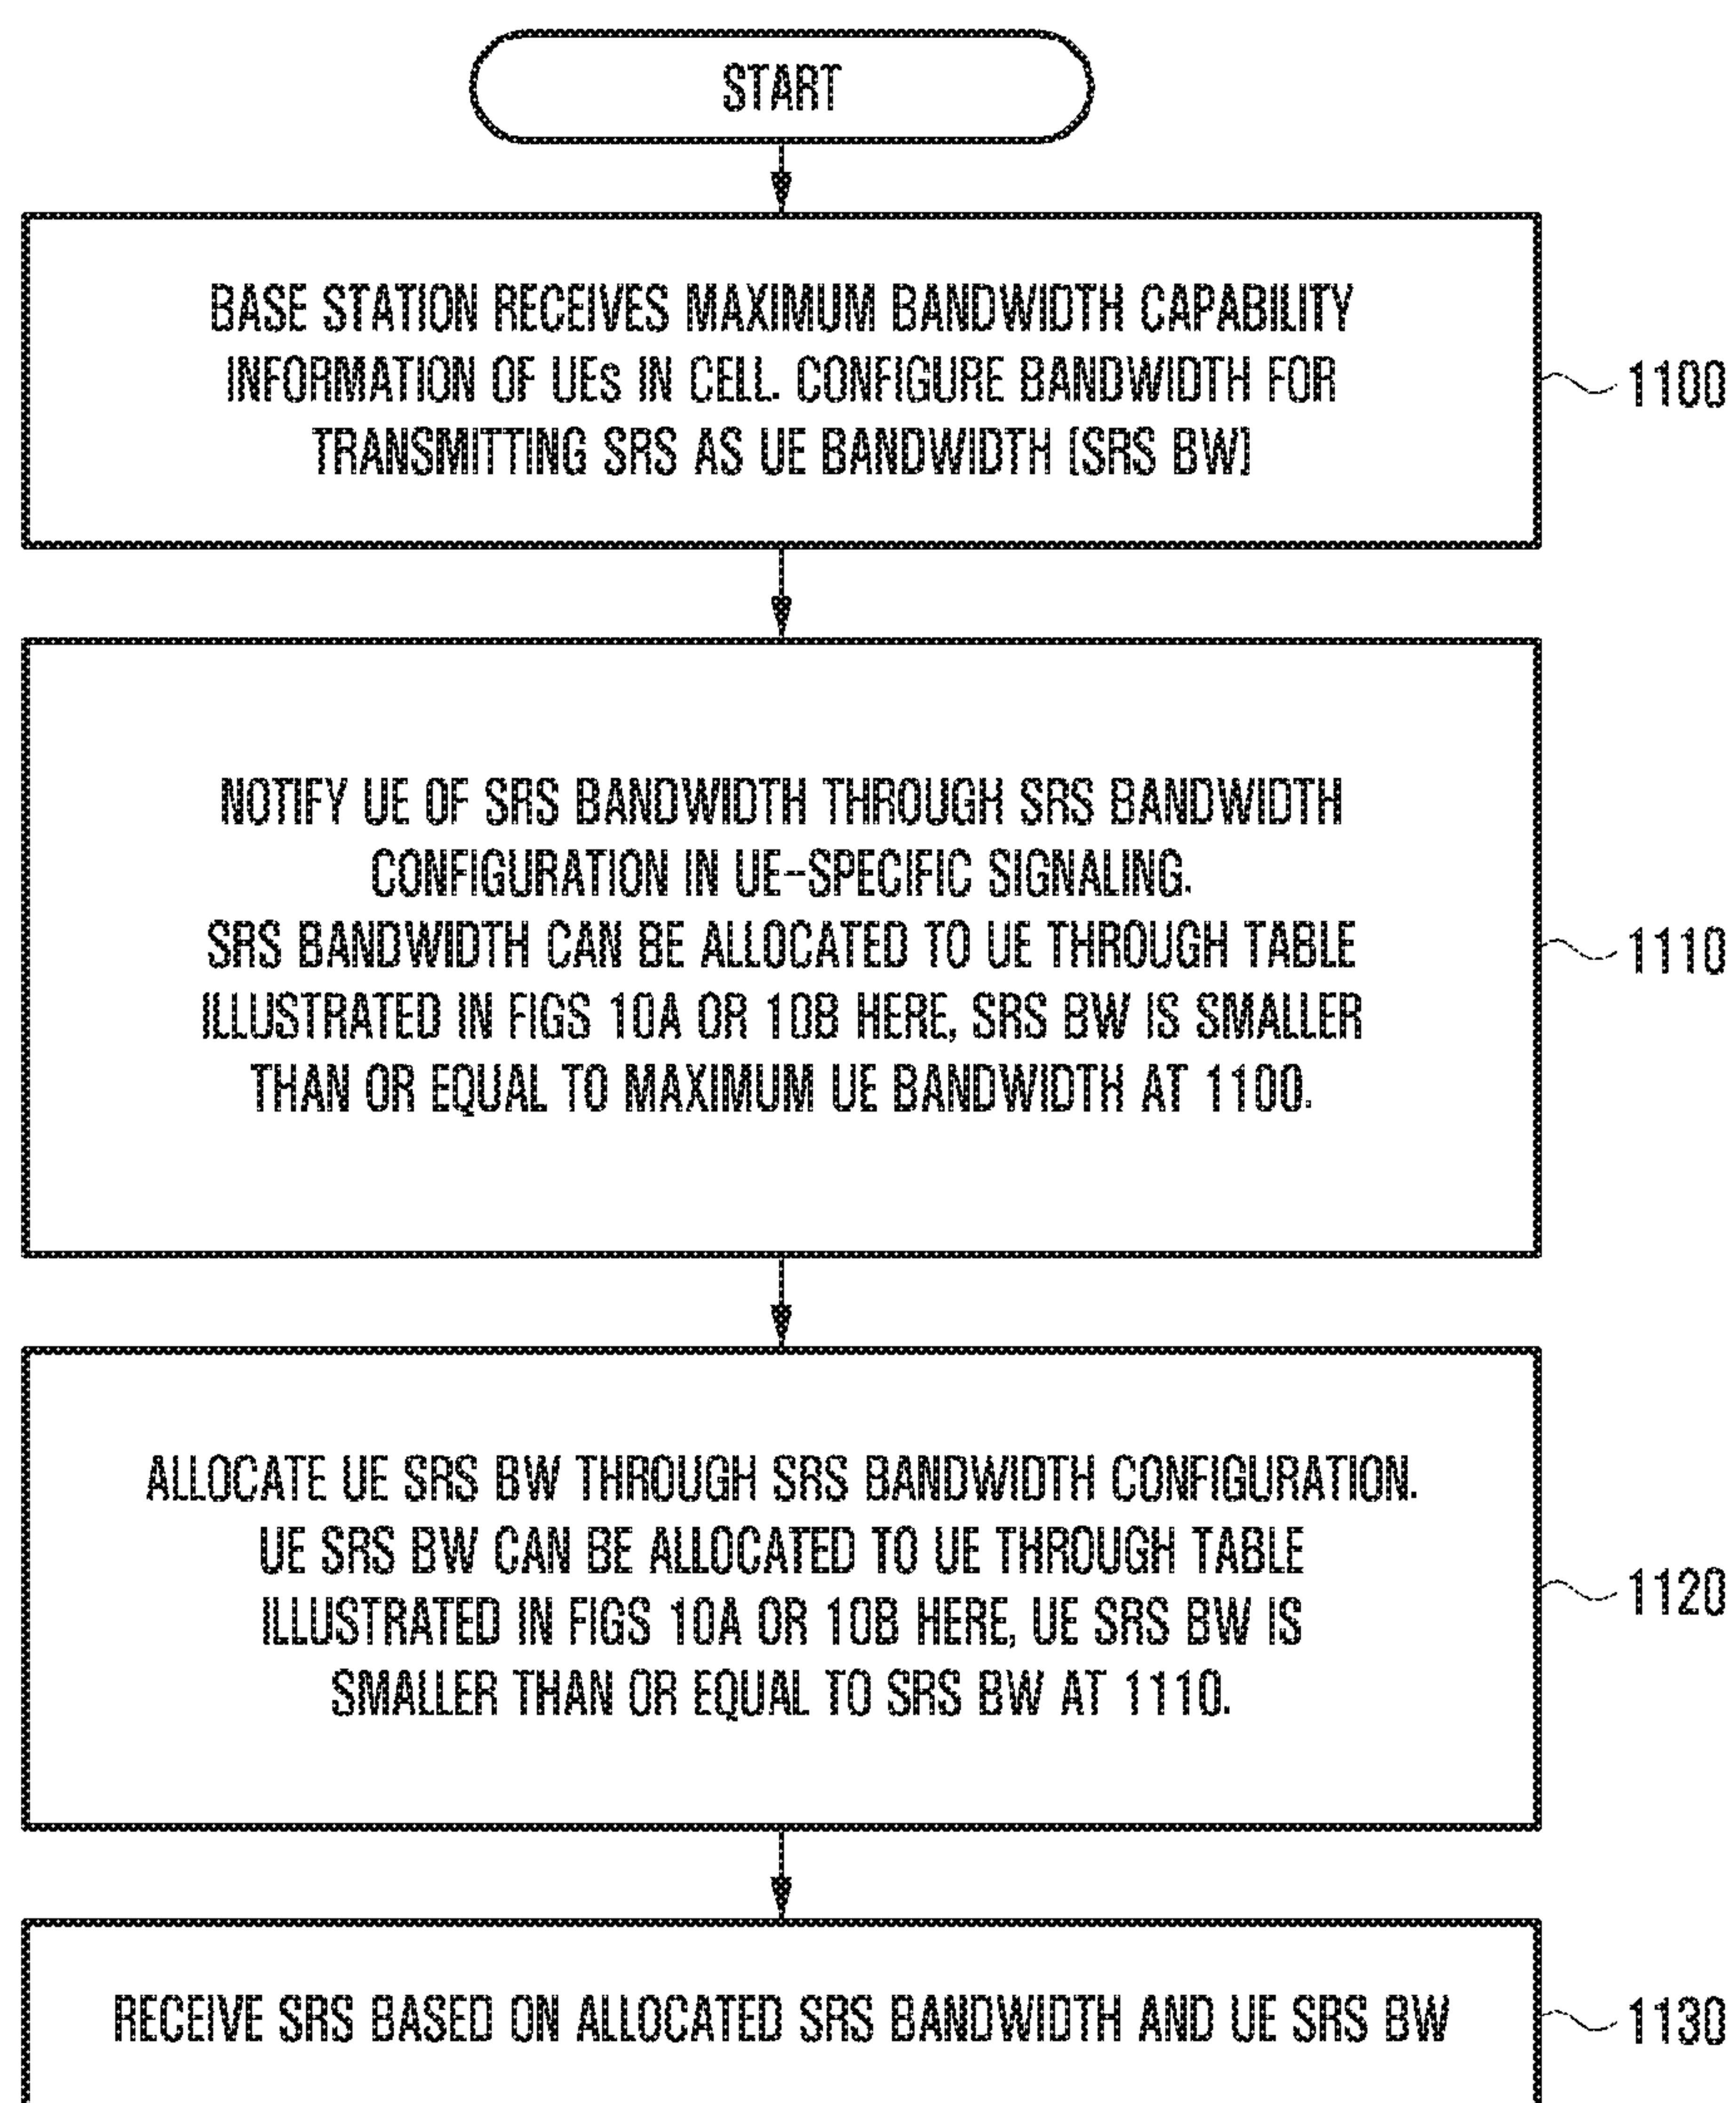 START
BASE STATION RECEIVES MAXIMUM BANDWIDTH CAPABILITY
INFORMATION OF UEs IN CELL. CONFIGURE BANDWIDTH FOR
TRANSMITTING SRS AS UE BANDWIDTH (SRS BW)
1100
NOTIFY UE OF SRS BANDWIDTH THROUGH SRS BANDWIDTH
CONFIGURATION IN UE-SPECIFIC SIGNALING.
SRS BANDWIDTH CAN BE ALLOCATED TO UE THROUGH TABLE
ILLUSTRATED IN FIGS 10A OR 10B HERE, SRS BW IS SMALLER
THAN OR EQUAL TO MAXIMUM UE BANDWIDTH AT 1100.
1110
ALLOCATE UE SRS BW THROUGH SRS BANDWIDTH CONFIGURATION.
UE SRS BW CAN BE ALLOCATED TO UE THROUGH TABLE
ILLUSTRATED IN FIGS 10A OR 10B HERE, UE SRS BW IS
SMALLER THAN OR EQUAL TO SRS BW AT 1110.
1120
RECEIVE SRS BASED ON ALLOCATED SRS BANDWIDTH AND UE SRS BW
1130